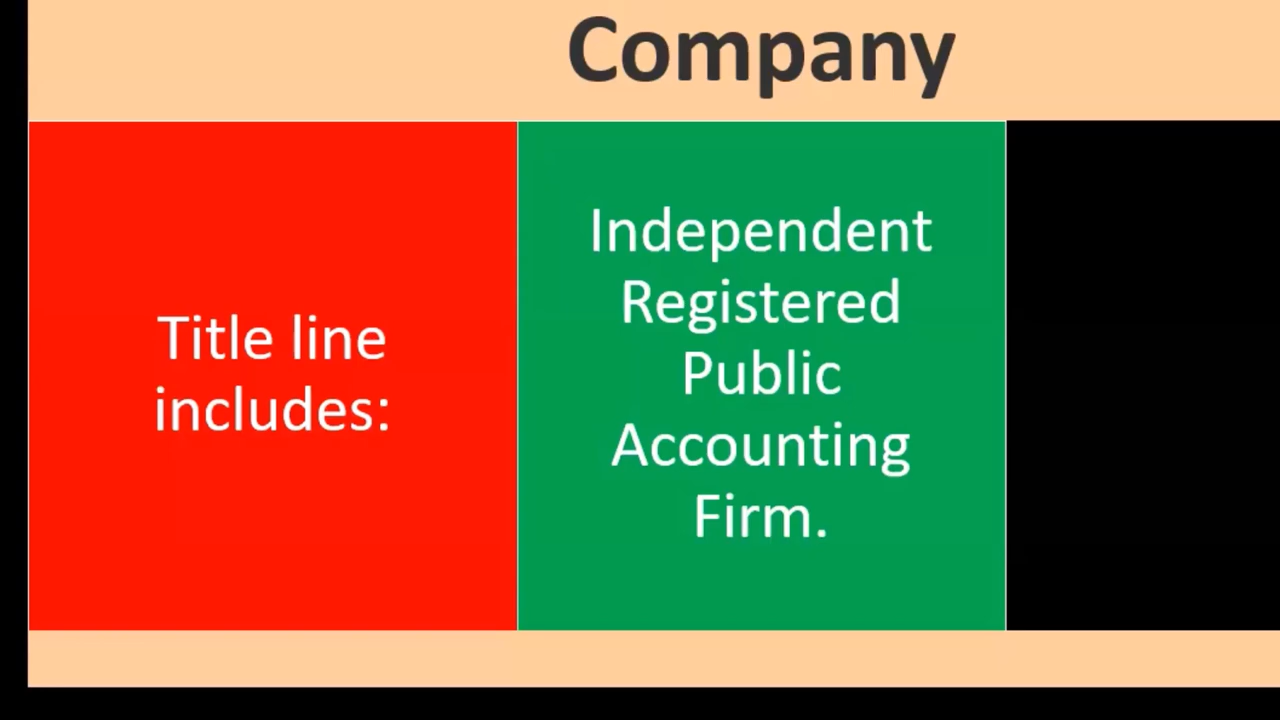 Company
Title line
includes:
Independent
Registered
Public
Accounting
Firm.